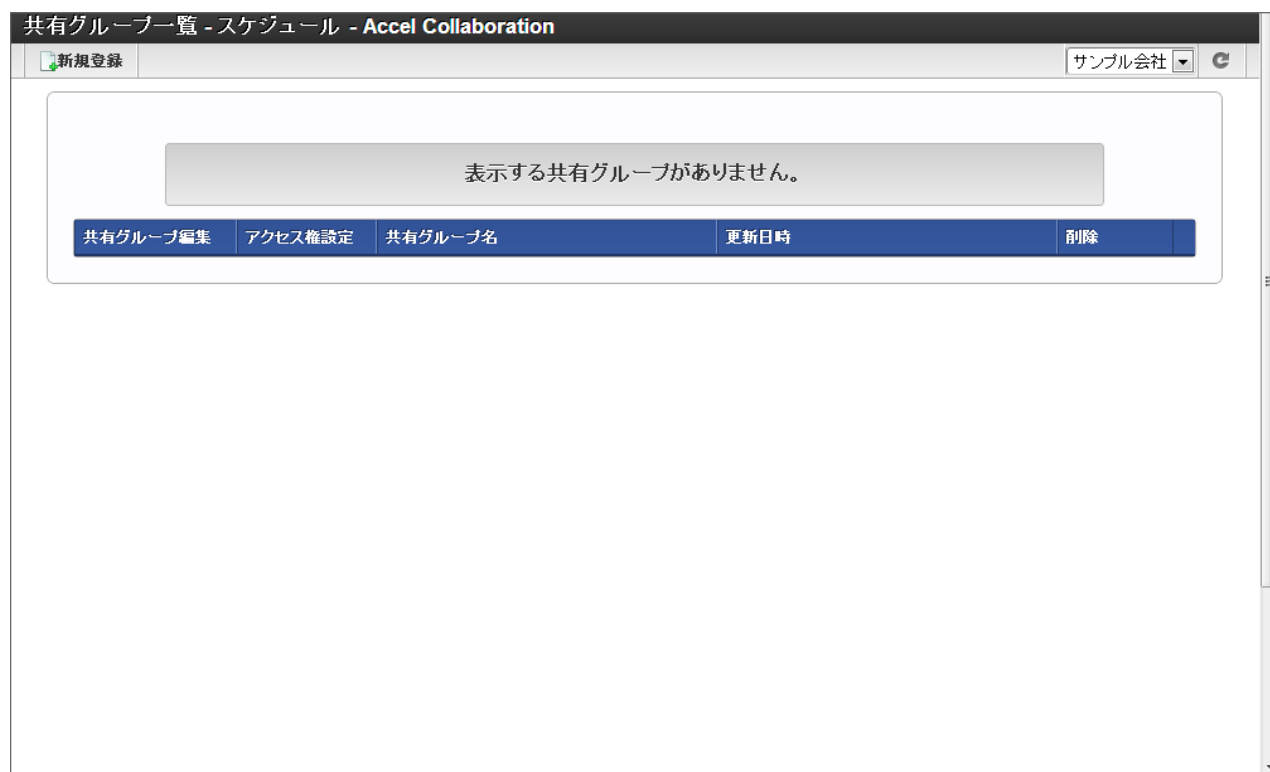 共有グループ一覧 - スケジュール - Accel Collaboration
新規登録 サンプル会社
表示する共有グループがありません。
共有グループ編集 アクセス権設定 共有グループ名 更新日時 削除